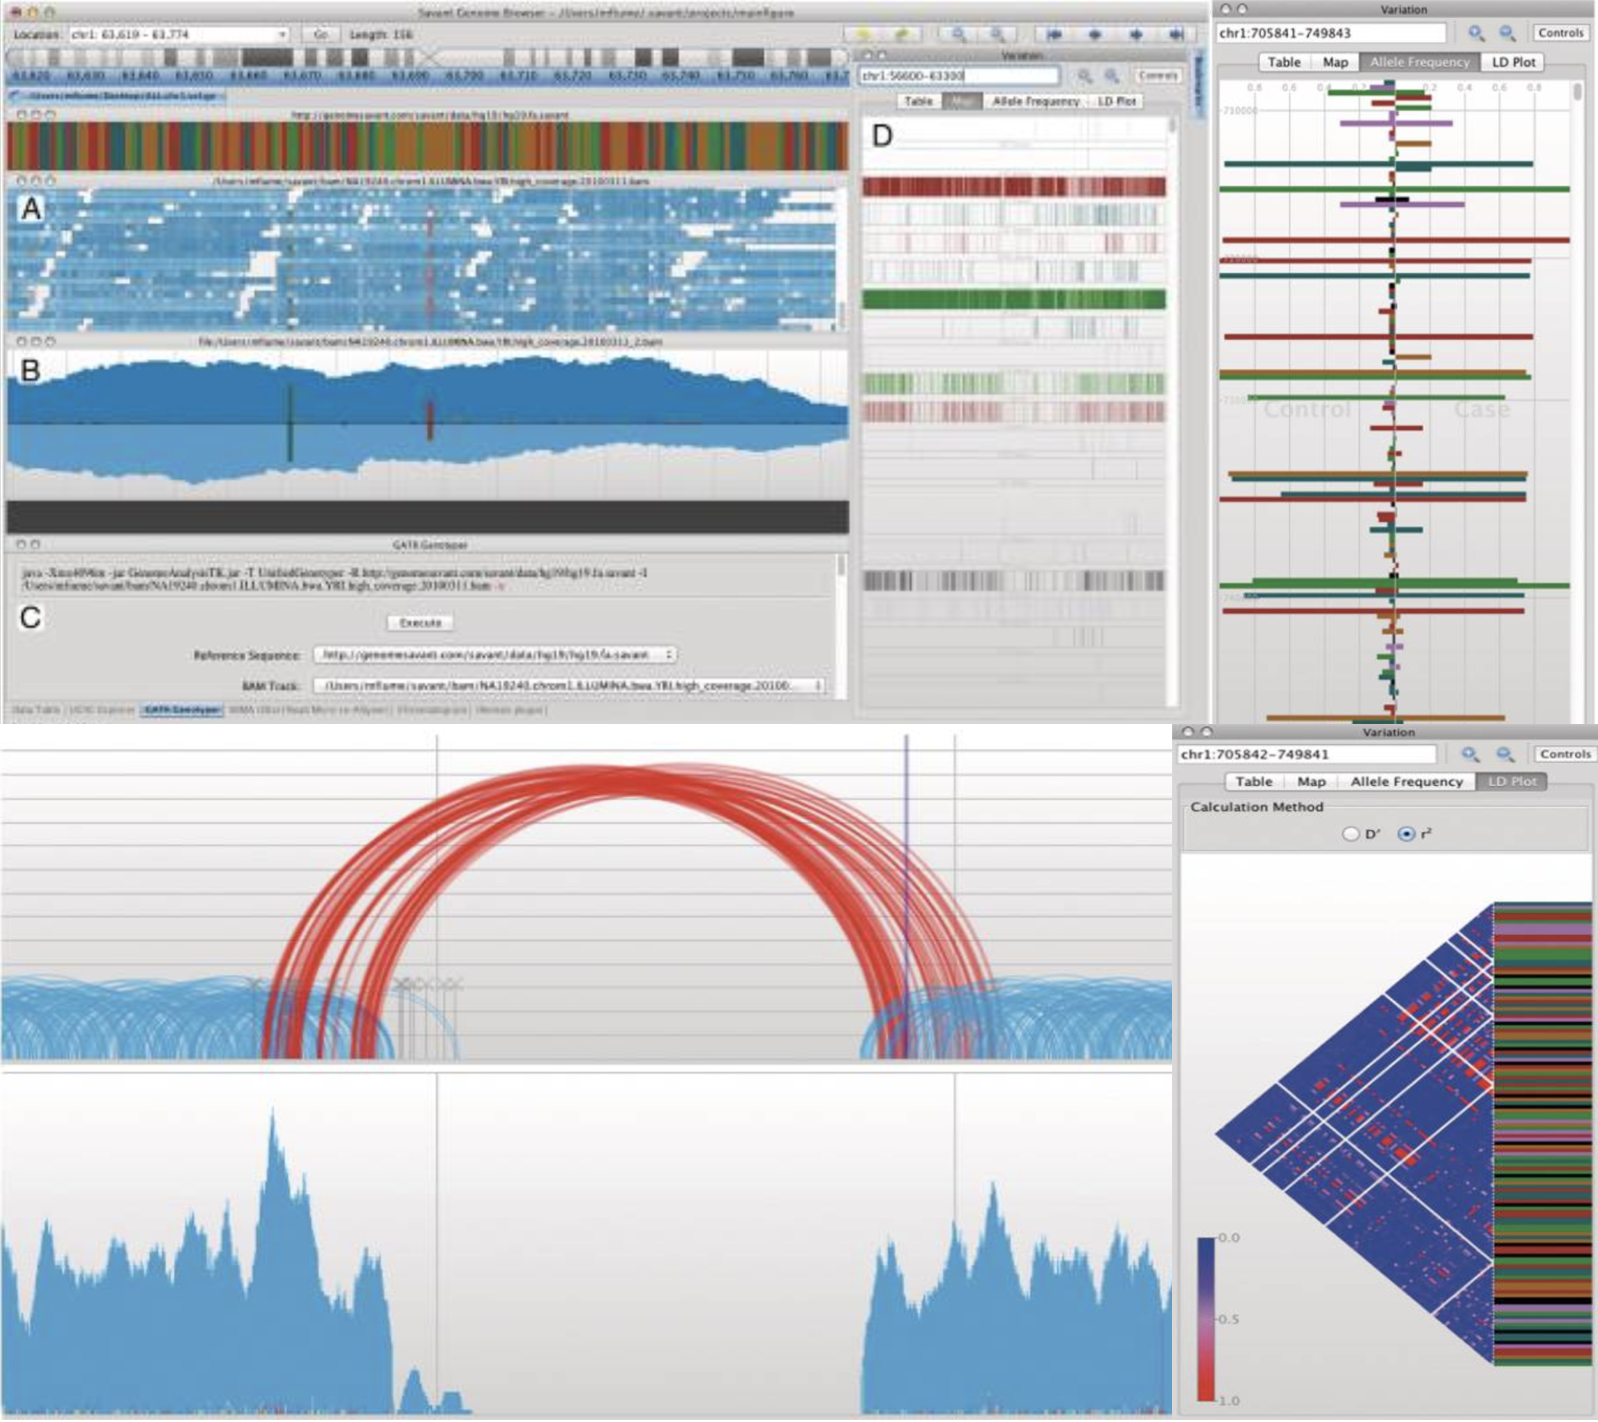 Savant Genome Browser - /Users/mfiume/.savant/projects/mainfigure
Location: chr1: 63,619 - 63,774 Go Length: 156
63,620 63,630 63,640 63,650 63,660 63,670 63,680 63,690 63,700 63,710 63,720 63,730 63,740 63,750 63,760
http://genomesavant.com/savant/data/hg19/hg19.fa.savant
/Users/mfiume/savant/bam/NA19240.chrom1.ILLUMINA.bwa.YRI.high_coverage.20100311.bam
A
file:/Users/mfiume/savant/bam/NA19240.chrom1.ILLUMINA.bwa.YRI.high_coverage.20100311_2.bam
B
GATK Genotyper
java -Xmx4096m -jar GenomeAnalysisTK.jar -T UnifiedGenotyper -R http://genomesavant.com/savant/data/hg19/hg19.fa.savant -I
/Users/mfiume/savant/bam/NA19240.chrom1.ILLUMINA.bwa.YRI.high_coverage.20100311.bam
C
Execute
Reference Sequence: http://genomesavant.com/savant/data/hg19/hg19.fa.savant
BAM Track: /Users/mfiume/savant/bam/NA19240.chrom1.ILLUMINA.bwa.YRI.high_coverage.20100...
GATK Genotyper
Variation
chr1:56600-63300 Controls
Table Map Allele Frequency LD Plot
D
Bookmarks
Variation
chr1:705841-749843 Controls
Table Map Allele Frequency LD Plot
0.8 0.6 0.4 0.2 0.0 0.2 0.4 0.6 0.8
710000
Control Case
Variation
chr1:705842-749841 Controls
Table Map Allele Frequency LD Plot
Calculation Method
D' r²
0.0
0.5
1.0